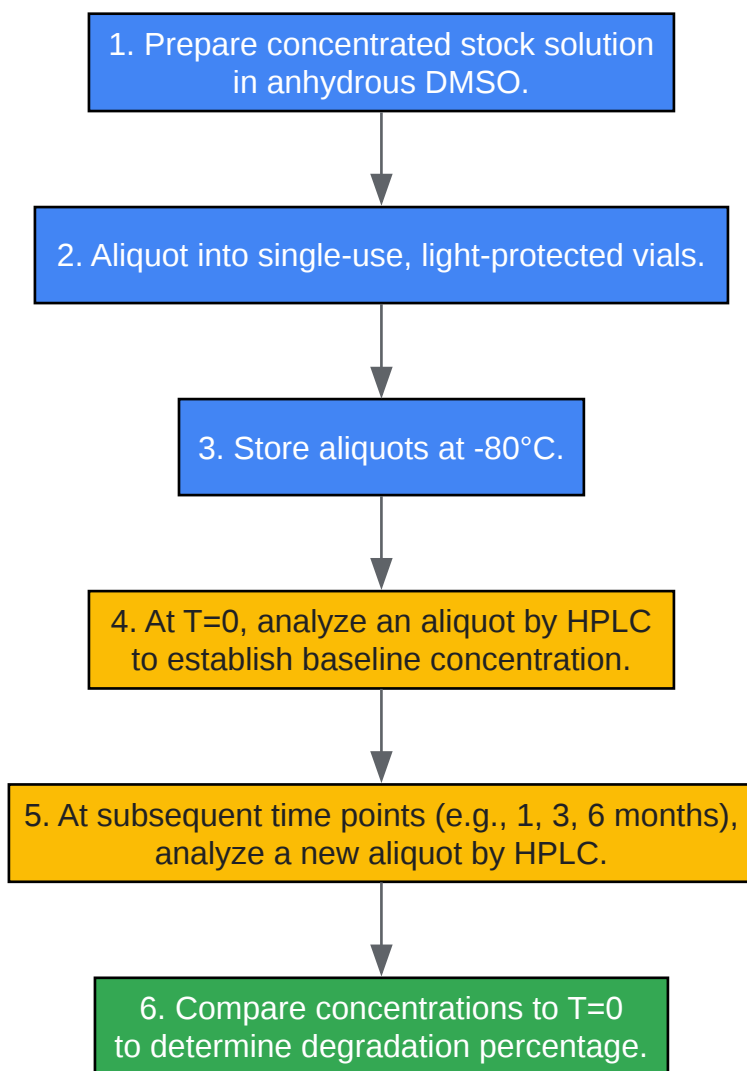 1. Prepare concentrated stock solution
in anhydrous DMSO.
2. Aliquot into single-use, light-protected vials.
3. Store aliquots at -80°C.
4. At T=0, analyze an aliquot by HPLC
to establish baseline concentration.
5. At subsequent time points (e.g., 1, 3, 6 months),
analyze a new aliquot by HPLC.
6. Compare concentrations to T=0
to determine degradation percentage.